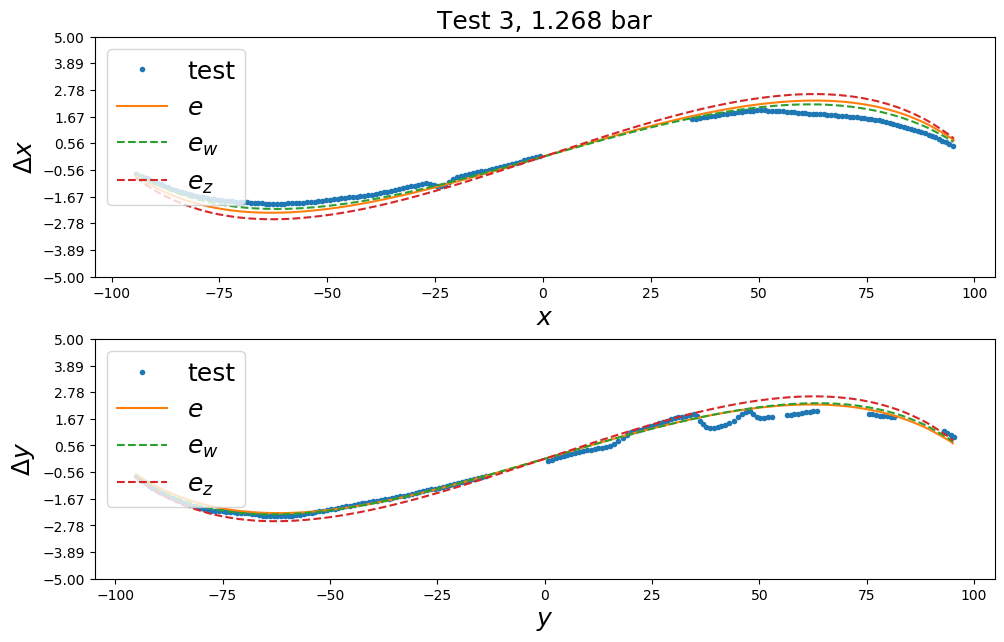 Test 3, 1.268 bar
5.00
3.89
2.78
1.67
0.56
−0.56
−1.67
−2.78
−3.89
−5.00
Δx
test
e
e_w
e_z
−100 −75 −50 −25 0 25 50 75 100
x
5.00
3.89
2.78
1.67
0.56
−0.56
−1.67
−2.78
−3.89
−5.00
Δy
test
e
e_w
e_z
−100 −75 −50 −25 0 25 50 75 100
y